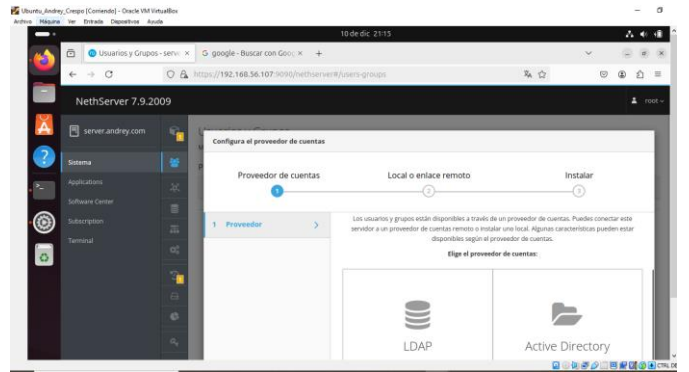 Ubuntu_Andrey_Crespo [Corriendo] - Oracle VM VirtualBox
Archivo Máquina Ver Entrada Dispositivos Ayuda
10 de dic 21:15
Usuarios y Grupos - serve
google - Buscar con Goog
https://192.168.56.107:9090/nethserver#/users-groups
NethServer 7.9.2009
root
server.andrey.com
Configura el proveedor de cuentas
Sistema
Applications
Software Center
Subscription
Terminal
Proveedor de cuentas
Local o enlace remoto
Instalar
1
2
3
1 Proveedor
Los usuarios y grupos están disponibles a través de un proveedor de cuentas. Puedes conectar este
servidor a un proveedor de cuentas remoto o instalar uno local. Algunas características pueden estar
disponibles según el proveedor de cuentas.
Elige el proveedor de cuentas:
LDAP
Active Directory